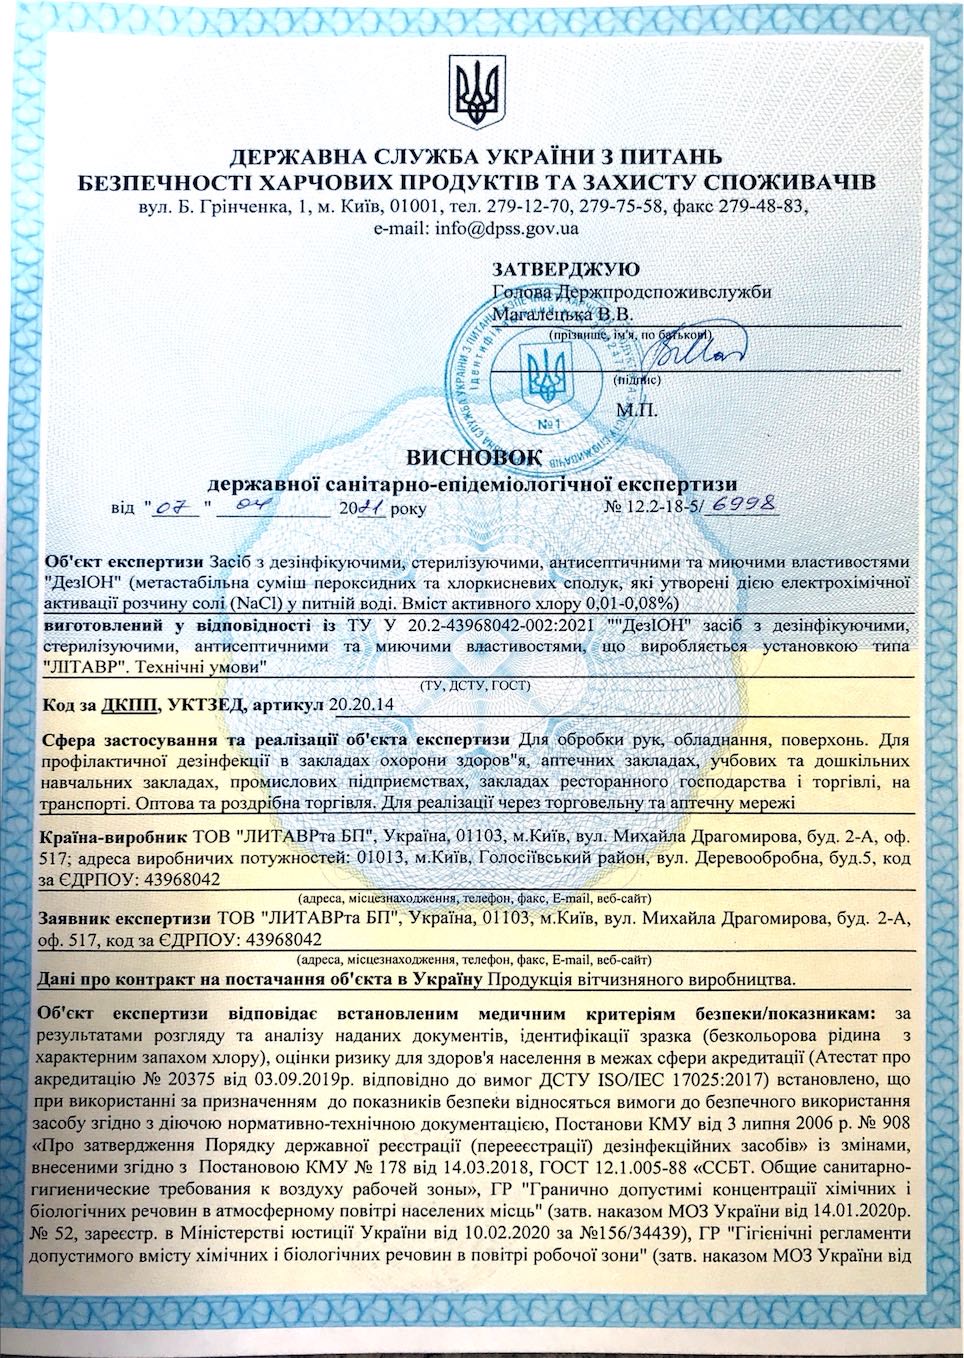 ДЕРЖАВНА СЛУЖБА УКРАЇНИ З ПИТАНЬ
БЕЗПЕЧНОСТІ ХАРЧОВИХ ПРОДУКТІВ ТА ЗАХИСТУ СПОЖИВАЧІВ
вул. Б. Грінченка, 1, м. Київ, 01001, тел. 279-12-70, 279-75-58, факс 279-48-83,
e-mail: info@dpss.gov.ua
ЗАТВЕРДЖУЮ
Голова Держпродспоживслужби
Магалецька В.В.
(прізвище, ім'я, по батькові)
(підпис)
М.П.
№1
ВИСНОВОК
державної санітарно-епідеміологічної експертизи
від "07" 04 2021 року № 12.2-18-5/6998
Об'єкт експертизи Засіб з дезінфікуючими, стерилізуючими, антисептичними та миючими властивостями
"ДезІОН" (метастабільна суміш пероксидних та хлоркисневих сполук, які утворені дією електрохімічної
активації розчину солі (NaCl) у питній воді. Вміст активного хлору 0,01-0,08%)
виготовлений у відповідності із ТУ У 20.2-43968042-002:2021 ""ДезІОН" засіб з дезінфікуючими,
стерилізуючими, антисептичними та миючими властивостями, що виробляється установкою типа
"ЛІТАВР". Технічні умови"
(ТУ, ДСТУ, ГОСТ)
Код за ДКПП, УКТЗЕД, артикул 20.20.14
Сфера застосування та реалізації об'єкта експертизи Для обробки рук, обладнання, поверхонь. Для
профілактичної дезінфекції в закладах охорони здоров"я, аптечних закладах, учбових та дошкільних
навчальних закладах, промислових підприємствах, закладах ресторанного господарства і торгівлі, на
транспорті. Оптова та роздрібна торгівля. Для реалізації через торговельну та аптечну мережі
Країна-виробник ТОВ "ЛИТАВРта БП", Україна, 01103, м.Київ, вул. Михайла Драгомирова, буд. 2-А, оф.
517; адреса виробничих потужностей: 01013, м.Київ, Голосіївський район, вул. Деревообробна, буд.5, код
за ЄДРПОУ: 43968042
(адреса, місцезнаходження, телефон, факс, E-mail, веб-сайт)
Заявник експертизи ТОВ "ЛИТАВРта БП", Україна, 01103, м.Київ, вул. Михайла Драгомирова, буд. 2-А,
оф. 517, код за ЄДРПОУ: 43968042
(адреса, місцезнаходження, телефон, факс, E-mail, веб-сайт)
Дані про контракт на постачання об'єкта в Україну Продукція вітчизняного виробництва.
Об'єкт експертизи відповідає встановленим медичним критеріям безпеки/показникам: за
результатами розгляду та аналізу наданих документів, ідентифікації зразка (безкольорова рідина з
характерним запахом хлору), оцінки ризику для здоров'я населення в межах сфери акредитації (Атестат про
акредитацію № 20375 від 03.09.2019р. відповідно до вимог ДСТУ ISO/IEC 17025:2017) встановлено, що
при використанні за призначенням до показників безпеки відносяться вимоги до безпечного використання
засобу згідно з діючою нормативно-технічною документацією, Постанови КМУ від 3 липня 2006 р. № 908
«Про затвердження Порядку державної реєстрації (перееєстрації) дезінфекційних засобів» із змінами,
внесеними згідно з Постановою КМУ № 178 від 14.03.2018, ГОСТ 12.1.005-88 «ССБТ. Общие санитарно-
гигиенические требования к воздуху рабочей зоны», ГР "Гранично допустимі концентрації хімічних і
біологічних речовин в атмосферному повітрі населених місць" (затв. наказом МОЗ України від 14.01.2020р.
№ 52, зареєстр. в Міністерстві юстиції України від 10.02.2020 за №156/34439), ГР "Гігієнічні регламенти
допустимого вмісту хімічних і біологічних речовин в повітрі робочої зони" (затв. наказом МОЗ України від